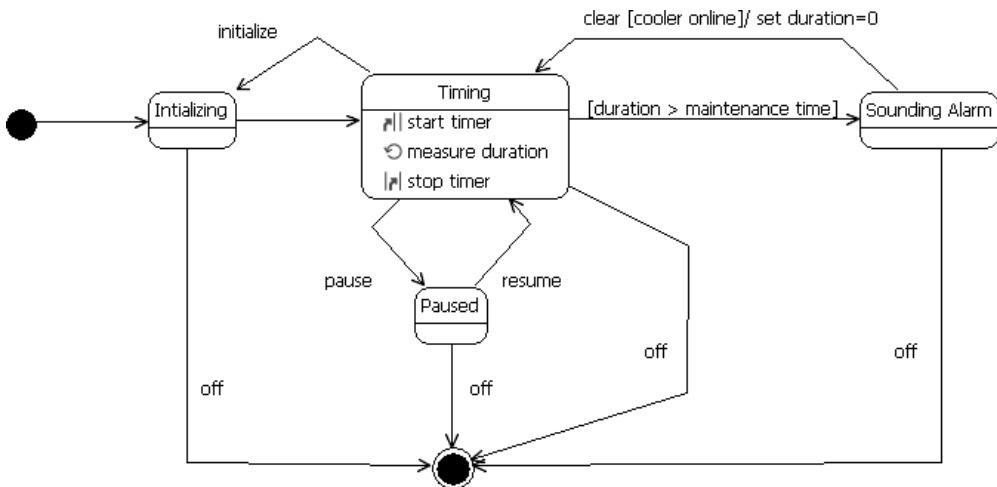 clear [cooler online]/ set duration=0
initialize
Intializing
Timing
start timer
measure duration
stop timer
[duration > maintenance time]
Sounding Alarm
pause
resume
Paused
off
off
off
off